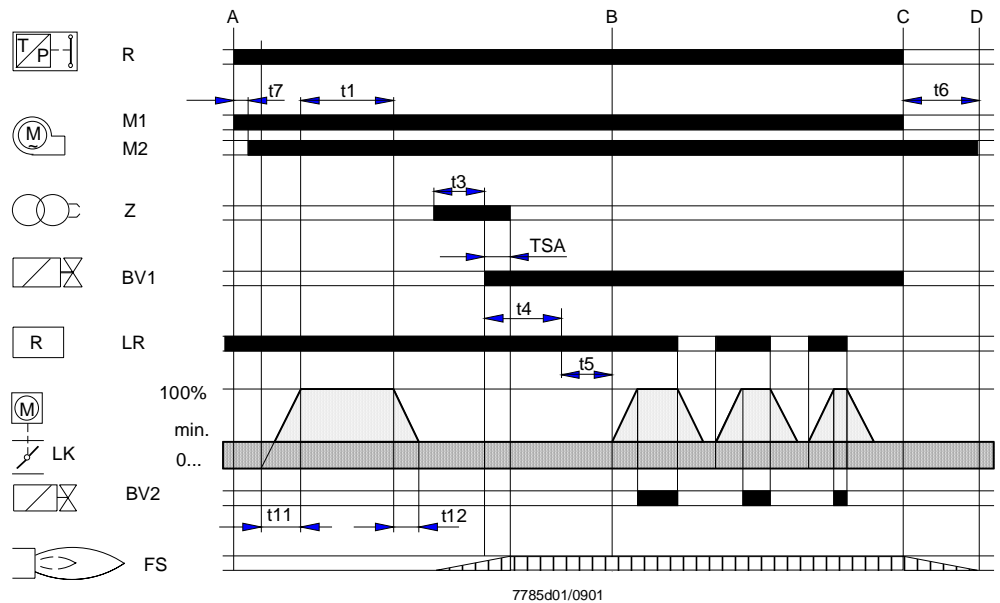 A B C D
T/P R
t7 t1 t6
M ~ M1
M2
t3
Z
TSA
BV1
t4
R LR
t5
100%
M
min.
LK
0...
BV2
t11 t12
FS
7785d01/0901